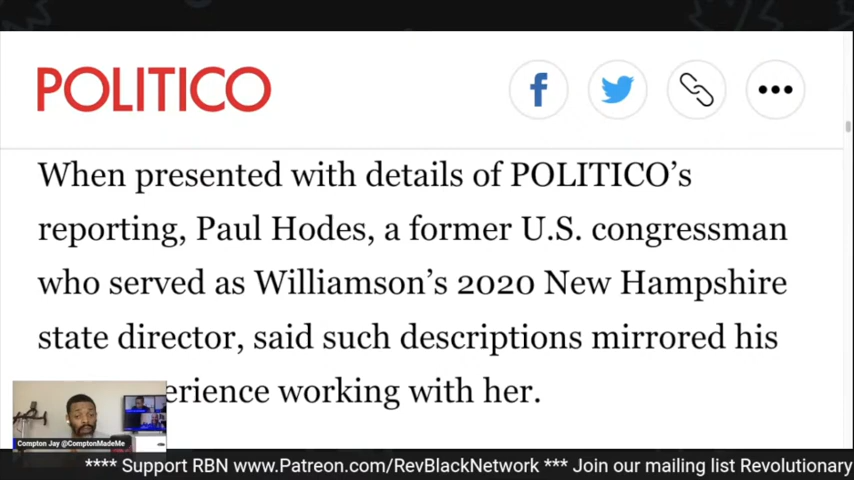 POLITICO
When presented with details of POLITICO’s
reporting, Paul Hodes, a former U.S. congressman
who served as Williamson’s 2020 New Hampshire
state director, said such descriptions mirrored his
erience working with her.
Compton Jay @ComptonMadeMe
**** Support RBN www.Patreon.com/RevBlackNetwork *** Join our mailing list Revolutionary